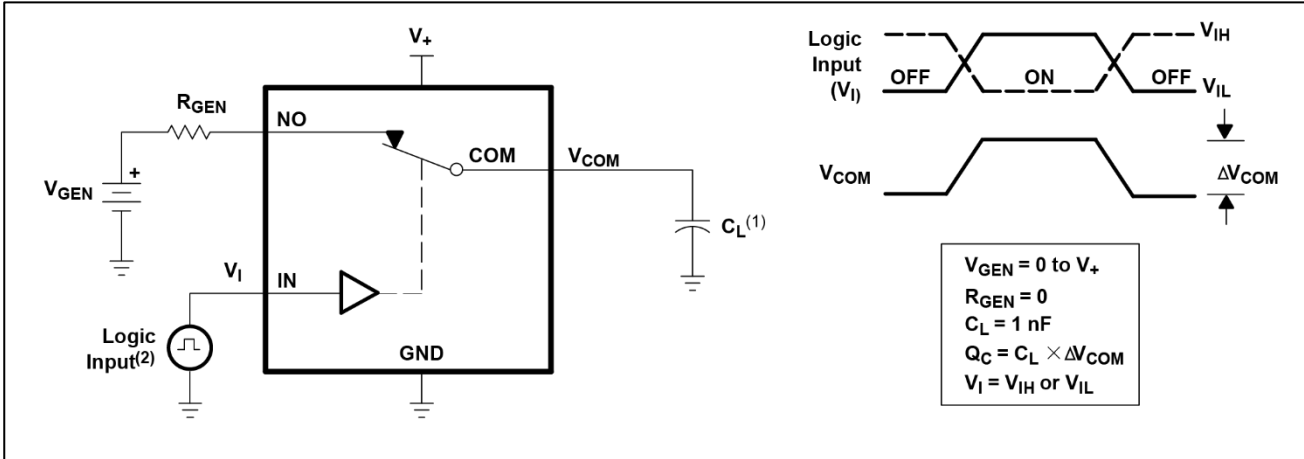 V+
RGEN
NO
COM
VCOM
VGEN
+
CL(1)
VI
IN
Logic
Input(2)
GND
Logic
Input
(VI)
OFF
ON
OFF
VIH
VIL
VCOM
ΔVCOM
VGEN = 0 to V+
RGEN = 0
CL = 1 nF
QC = CL × ΔVCOM
VI = VIH or VIL